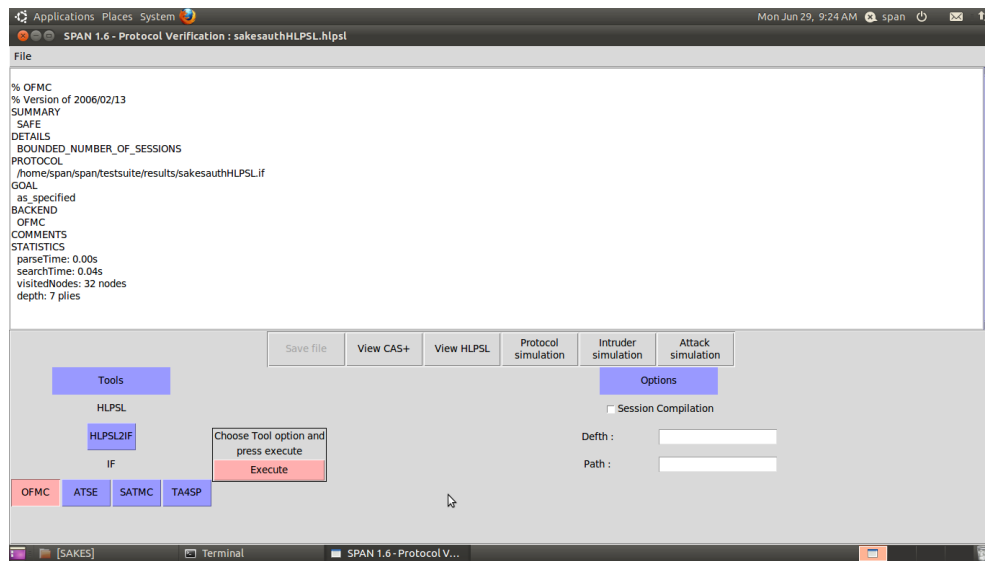 Applications Places System Mon Jun 29, 9:24 AM span
SPAN 1.6 - Protocol Verification : sakesauthHLPSL.hlpsl
File
% OFMC
% Version of 2006/02/13
SUMMARY
SAFE
DETAILS
BOUNDED_NUMBER_OF_SESSIONS
PROTOCOL
/home/span/span/testsuite/results/sakesauthHLPSL.if
GOAL
as_specified
BACKEND
OFMC
COMMENTS
STATISTICS
parseTime: 0.00s
searchTime: 0.04s
visitedNodes: 32 nodes
depth: 7 plies
Save file View CAS+ View HLPSL Protocol simulation Intruder simulation Attack simulation
Tools Options
HLPSL Session Compilation
HLPSL2IF
Choose Tool option and
press execute
Defth :
IF
Execute
Path :
OFMC ATSE SATMC TA4SP
[SAKES] Terminal SPAN 1.6 - Protocol V...